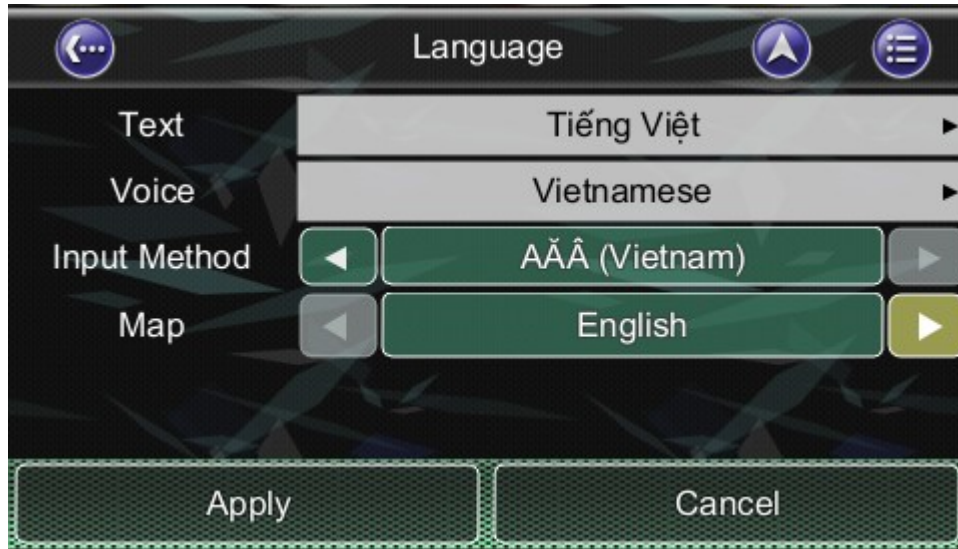 Language
Text Tiếng Việt
Voice Vietnamese
Input Method AĂÂ (Vietnam)
Map English
Apply Cancel